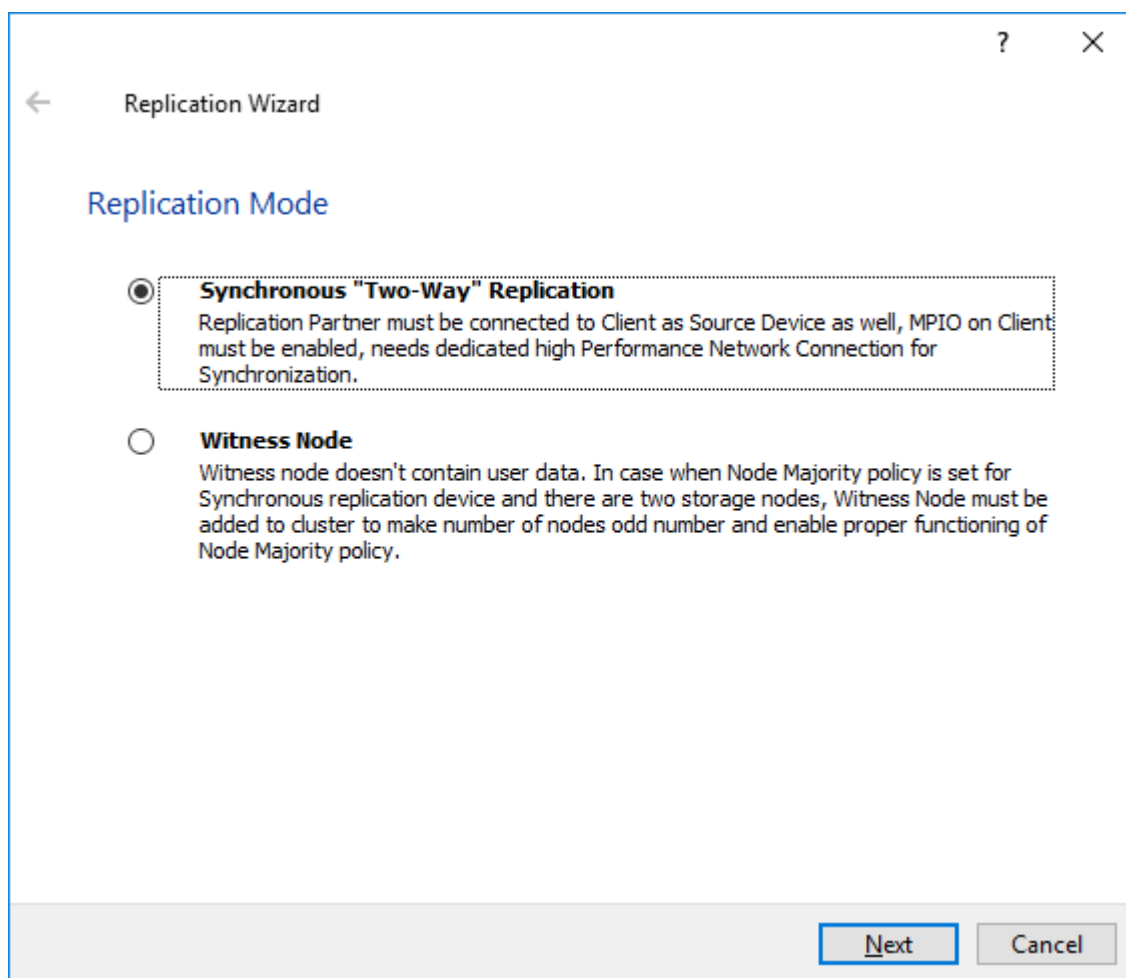 ?
Replication Wizard
Replication Mode
Synchronous "Two-Way" Replication
Replication Partner must be connected to Client as Source Device as well, MPIO on Client
must be enabled, needs dedicated high Performance Network Connection for
Synchronization.
Witness Node
Witness node doesn't contain user data. In case when Node Majority policy is set for
Synchronous replication device and there are two storage nodes, Witness Node must be
added to cluster to make number of nodes odd number and enable proper functioning of
Node Majority policy.
Next
Cancel